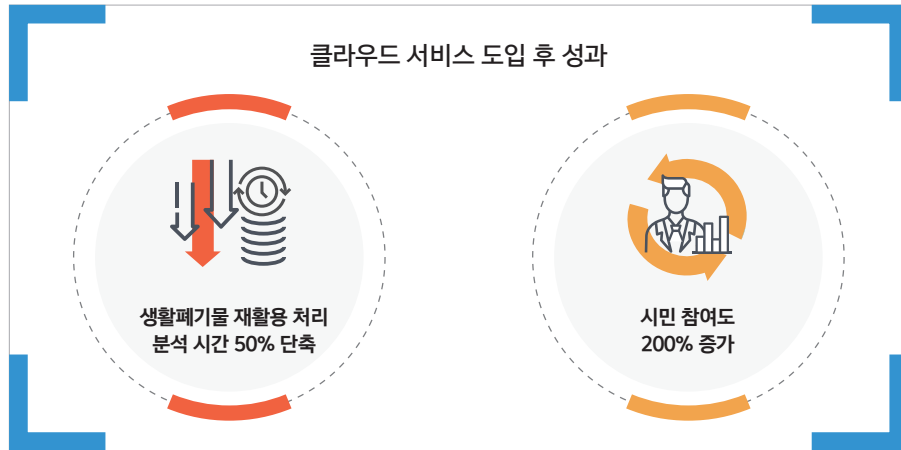 클라우드 서비스 도입 후 성과
생활폐기물 재활용 처리
분석 시간 50% 단축
시민 참여도
200% 증가